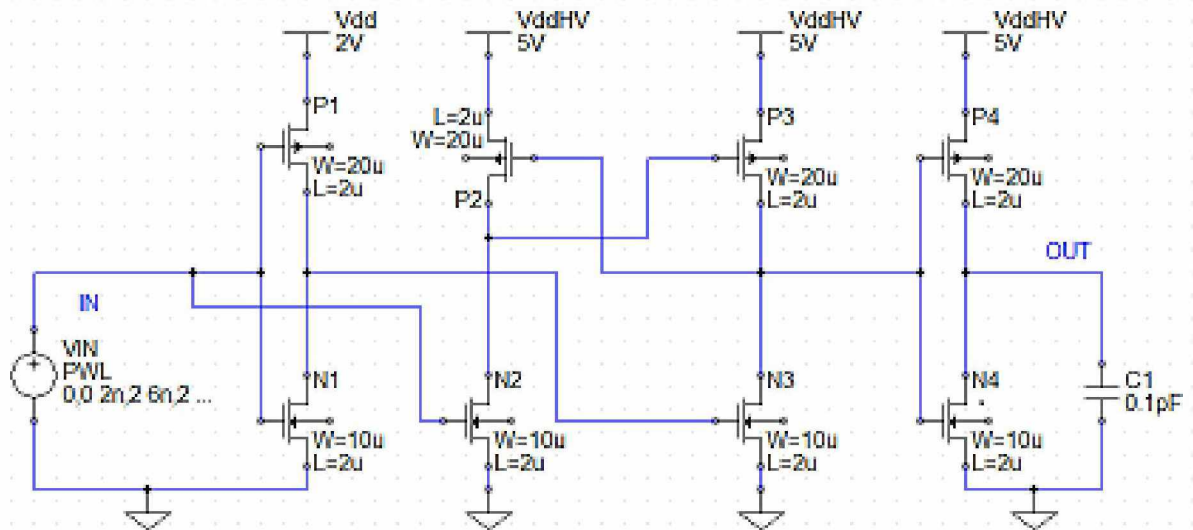 Vdd
2V
VddHV
5V
VddHV
5V
VddHV
5V
P1
W=20u
L=2u
L=2u
W=20u
P2
P3
W=20u
L=2u
P4
W=20u
L=2u
OUT
IN
VIN
PWL
0,0 2n,2 6n,2 ...
N1
W=10u
L=2u
N2
W=10u
L=2u
N3
W=10u
L=2u
N4
W=10u
L=2u
C1
0.1pF